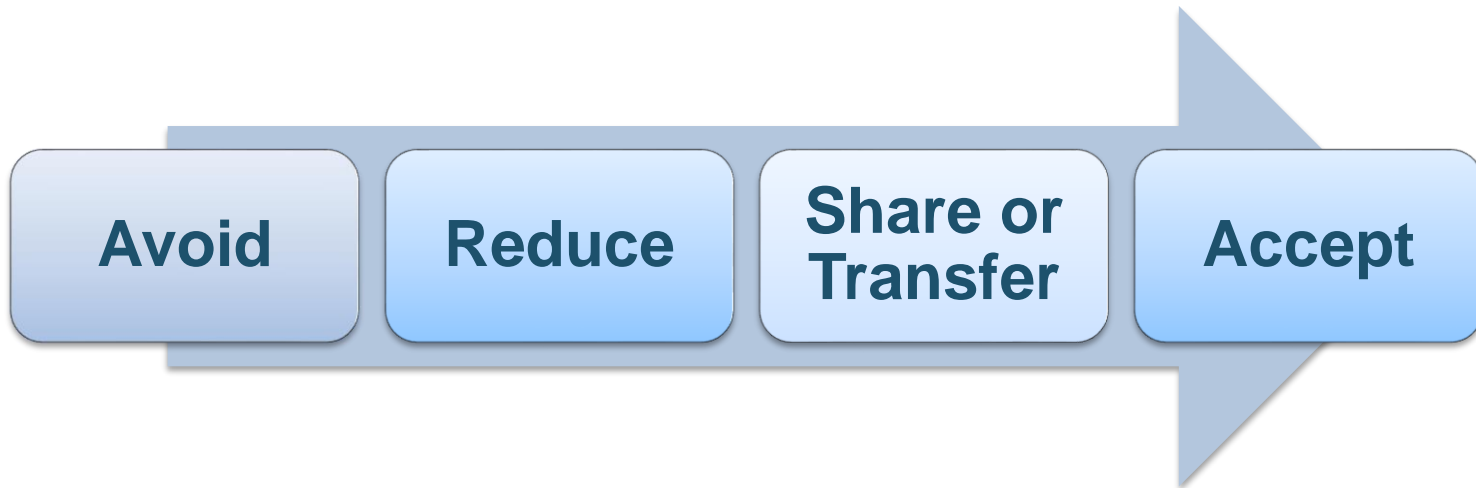 Avoid
Reduce
Share or
Transfer
Accept